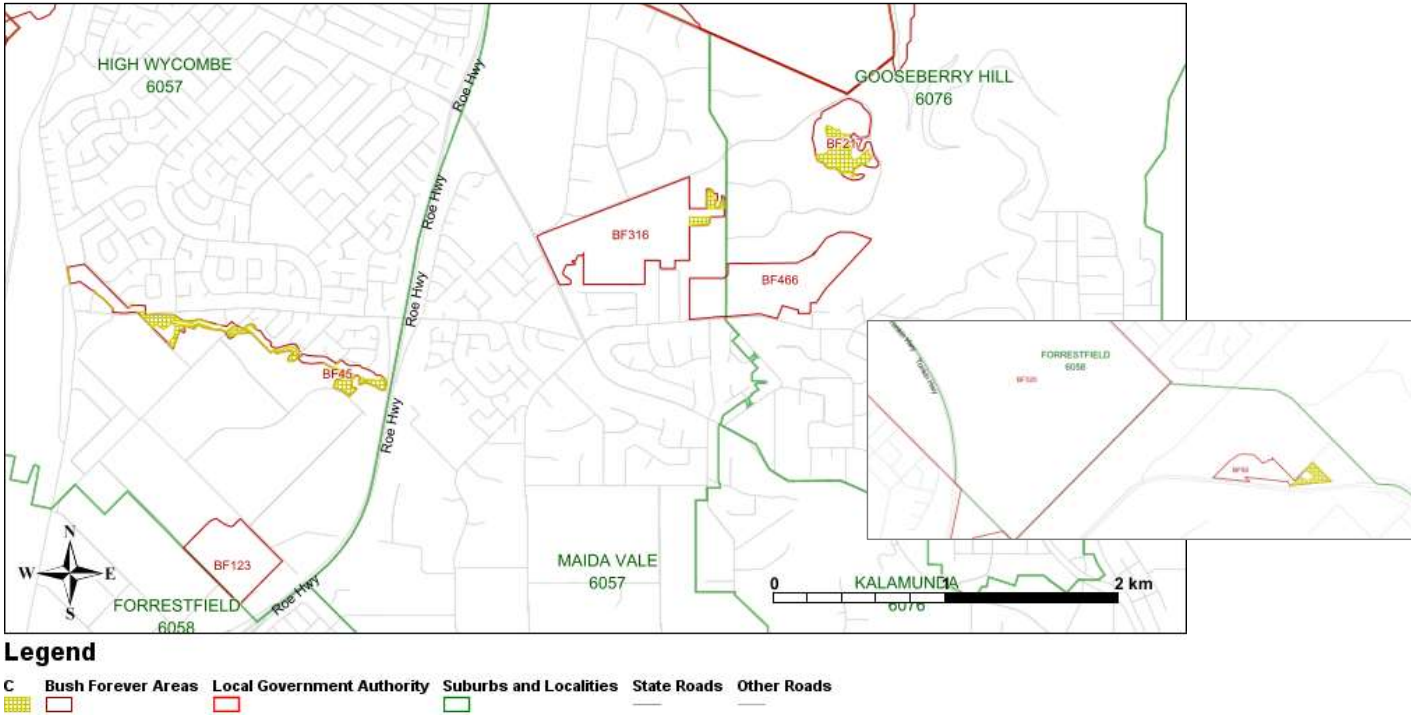 HIGH WYCOMBE
6057
Roe Hwy
GOOSEBERRY HILL
6076
BF217
Roe Hwy
BF316
BF466
Roe Hwy
BF45
Roe Hwy
FORRESTFIELD
6058
Tonkin Hwy
N
W E
S
BF123
Roe Hwy
FORRESTFIELD
6058
MAIDA VALE
6057
KALAMUNDA
6076
0 1 2 km
Legend
C Bush Forever Areas Local Government Authority Suburbs and Localities State Roads Other Roads